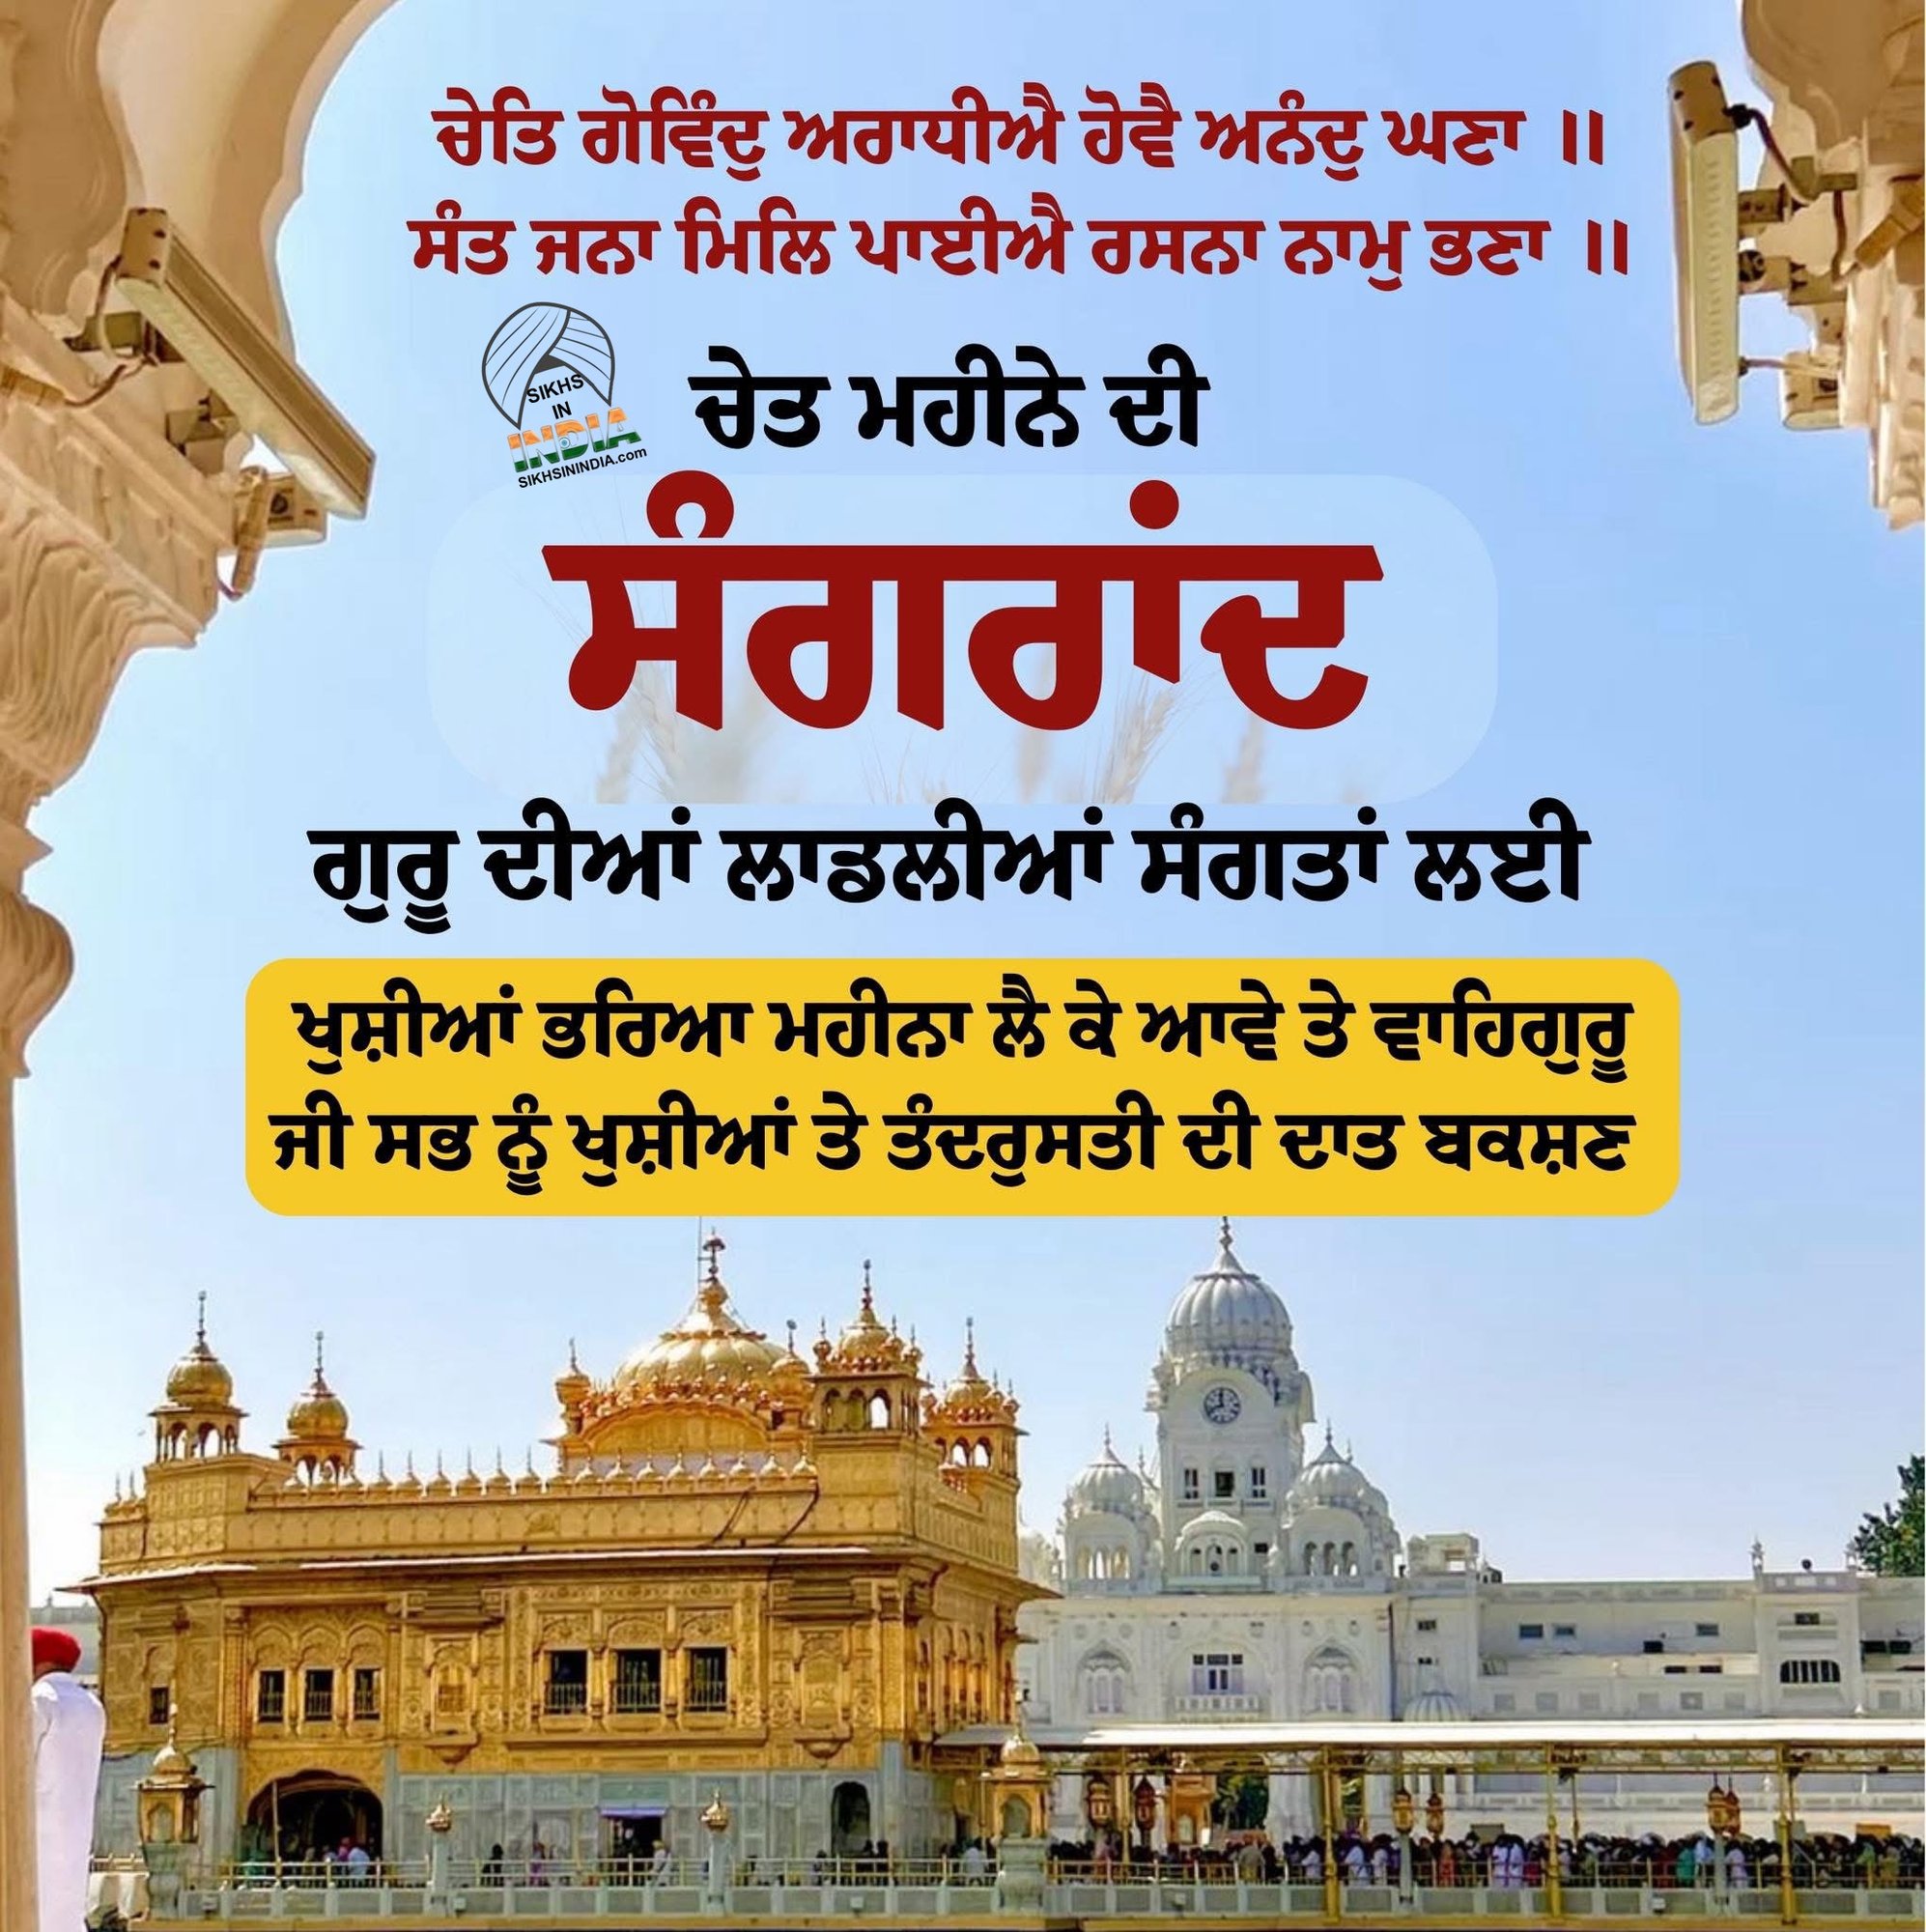 ਚੇਤਿ ਗੋਵਿੰਦੁ ਅਰਾਧੀਐ ਹੋਵੈ ਅਨੰਦੁ ਘਣਾ ॥
ਸੰਤ ਜਨਾ ਮਿਲਿ ਪਾਈਐ ਰਸਨਾ ਨਾਮੁ ਭਣਾ ॥
SIKHS
IN
INDIA
SIKHSININDIA.com
ਚੇਤ ਮਹੀਨੇ ਦੀ
ਸੰਗਰਾਂਦ
ਗੁਰੂ ਦੀਆਂ ਲਾਡਲੀਆਂ ਸੰਗਤਾਂ ਲਈ
ਖੁਸ਼ੀਆਂ ਭਰਿਆ ਮਹੀਨਾ ਲੈ ਕੇ ਆਵੇ ਤੇ ਵਾਹਿਗੁਰੂ
ਜੀ ਸਭ ਨੂੰ ਖੁਸ਼ੀਆਂ ਤੇ ਤੰਦਰੁਸਤੀ ਦੀ ਦਾਤ ਬਕਸ਼ਣ